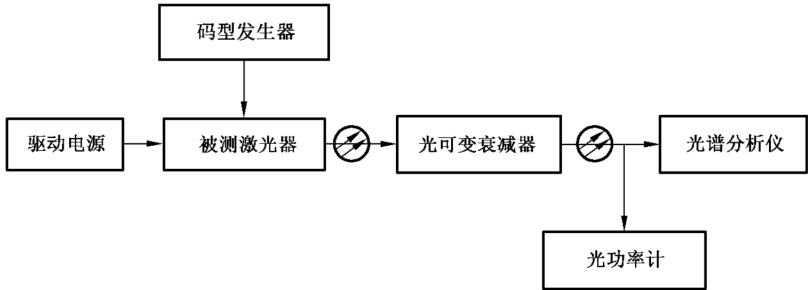 码型发生器
驱动电源
被测激光器
光可变衰减器
光谱分析仪
光功率计